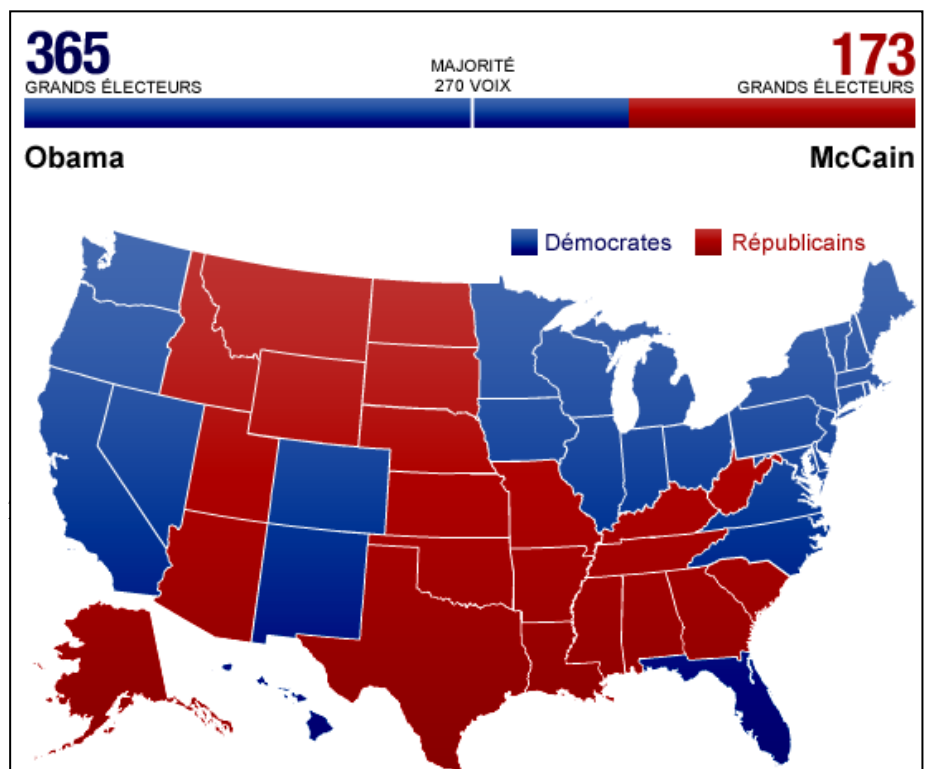 365
GRANDS ÉLECTEURS
MAJORITÉ
270 VOIX
173
GRANDS ÉLECTEURS
Obama
McCain
Démocrates
Républicains